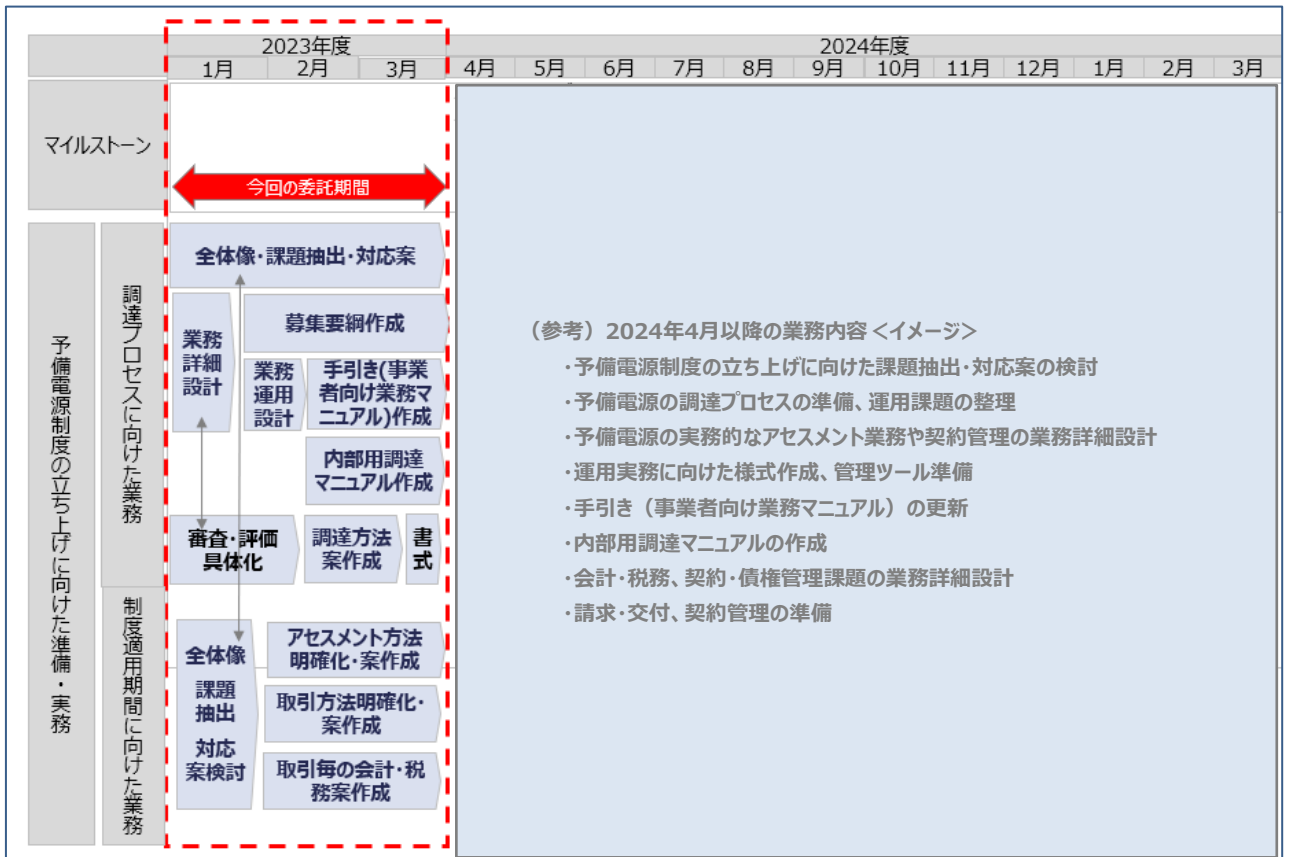 2023年度
2024年度
1月 2月 3月 4月 5月 6月 7月 8月 9月 10月 11月 12月 1月 2月 3月
マイルストーン
今回の委託期間
予備電源制度の立ち上げに向けた準備・実務
調達プロセスに向けた業務
全体像・課題抽出・対応案
業務
詳細
設計
募集要綱作成
業務
運用
設計
手引き(事業
者向け業務マ
ニュアル)作成
内部用調達
マニュアル作成
審査・評価
具体化
調達方法
案作成
書
式
制度適用期間に向けた業務
全体像
課題
抽出
対応
案検討
アセスメント方法
明確化・案作成
取引方法明確化・
案作成
取引毎の会計・税
務案作成
（参考）2024年4月以降の業務内容＜イメージ＞
・予備電源制度の立ち上げに向けた課題抽出・対応案の検討
・予備電源の調達プロセスの準備、運用課題の整理
・予備電源の実務的なアセスメント業務や契約管理の業務詳細設計
・運用実務に向けた様式作成、管理ツール準備
・手引き（事業者向け業務マニュアル）の更新
・内部用調達マニュアルの作成
・会計・税務、契約・債権管理課題の業務詳細設計
・請求・交付、契約管理の準備